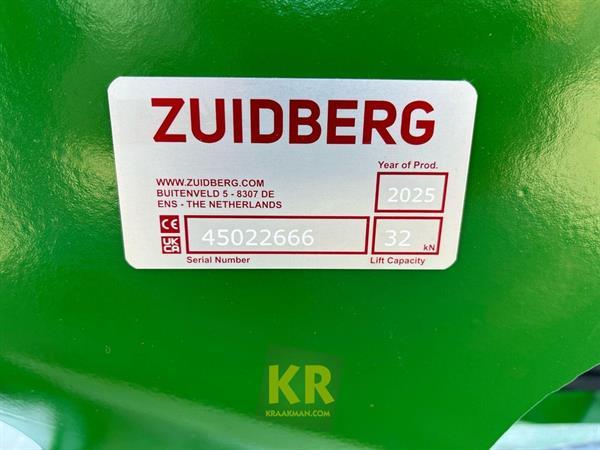 ZUIDBERG
Year of Prod.
WWW.ZUIDBERG.COM
BUITENVELD 5 - 8307 DE
ENS - THE NETHERLANDS
2025
CE
UK
CA
45022666
32 kN
Serial Number
Lift Capacity
KR
KRAAKMAN.COM